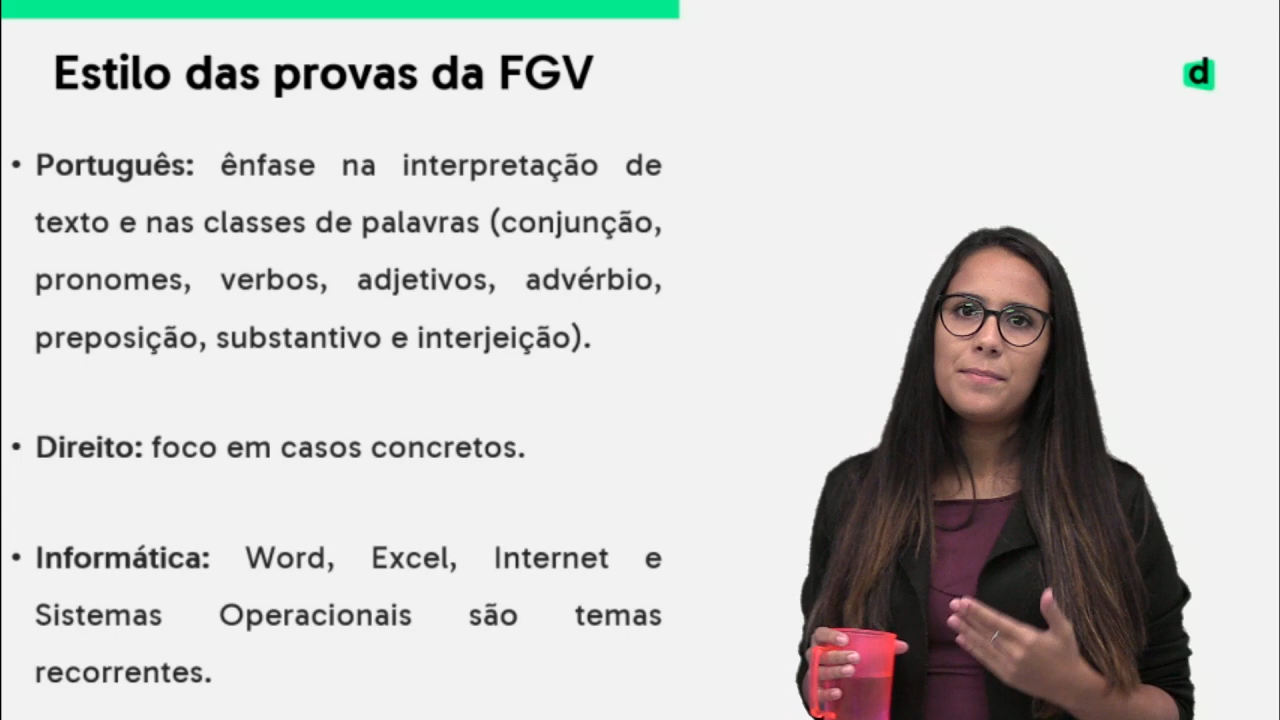 Estilo das provas da FGV
d
• Português: ênfase na interpretação de
texto e nas classes de palavras (conjunção,
pronomes, verbos, adjetivos, advérbio,
preposição, substantivo e interjeição).
• Direito: foco em casos concretos.
• Informática: Word, Excel, Internet e
Sistemas Operacionais são temas
recorrentes.